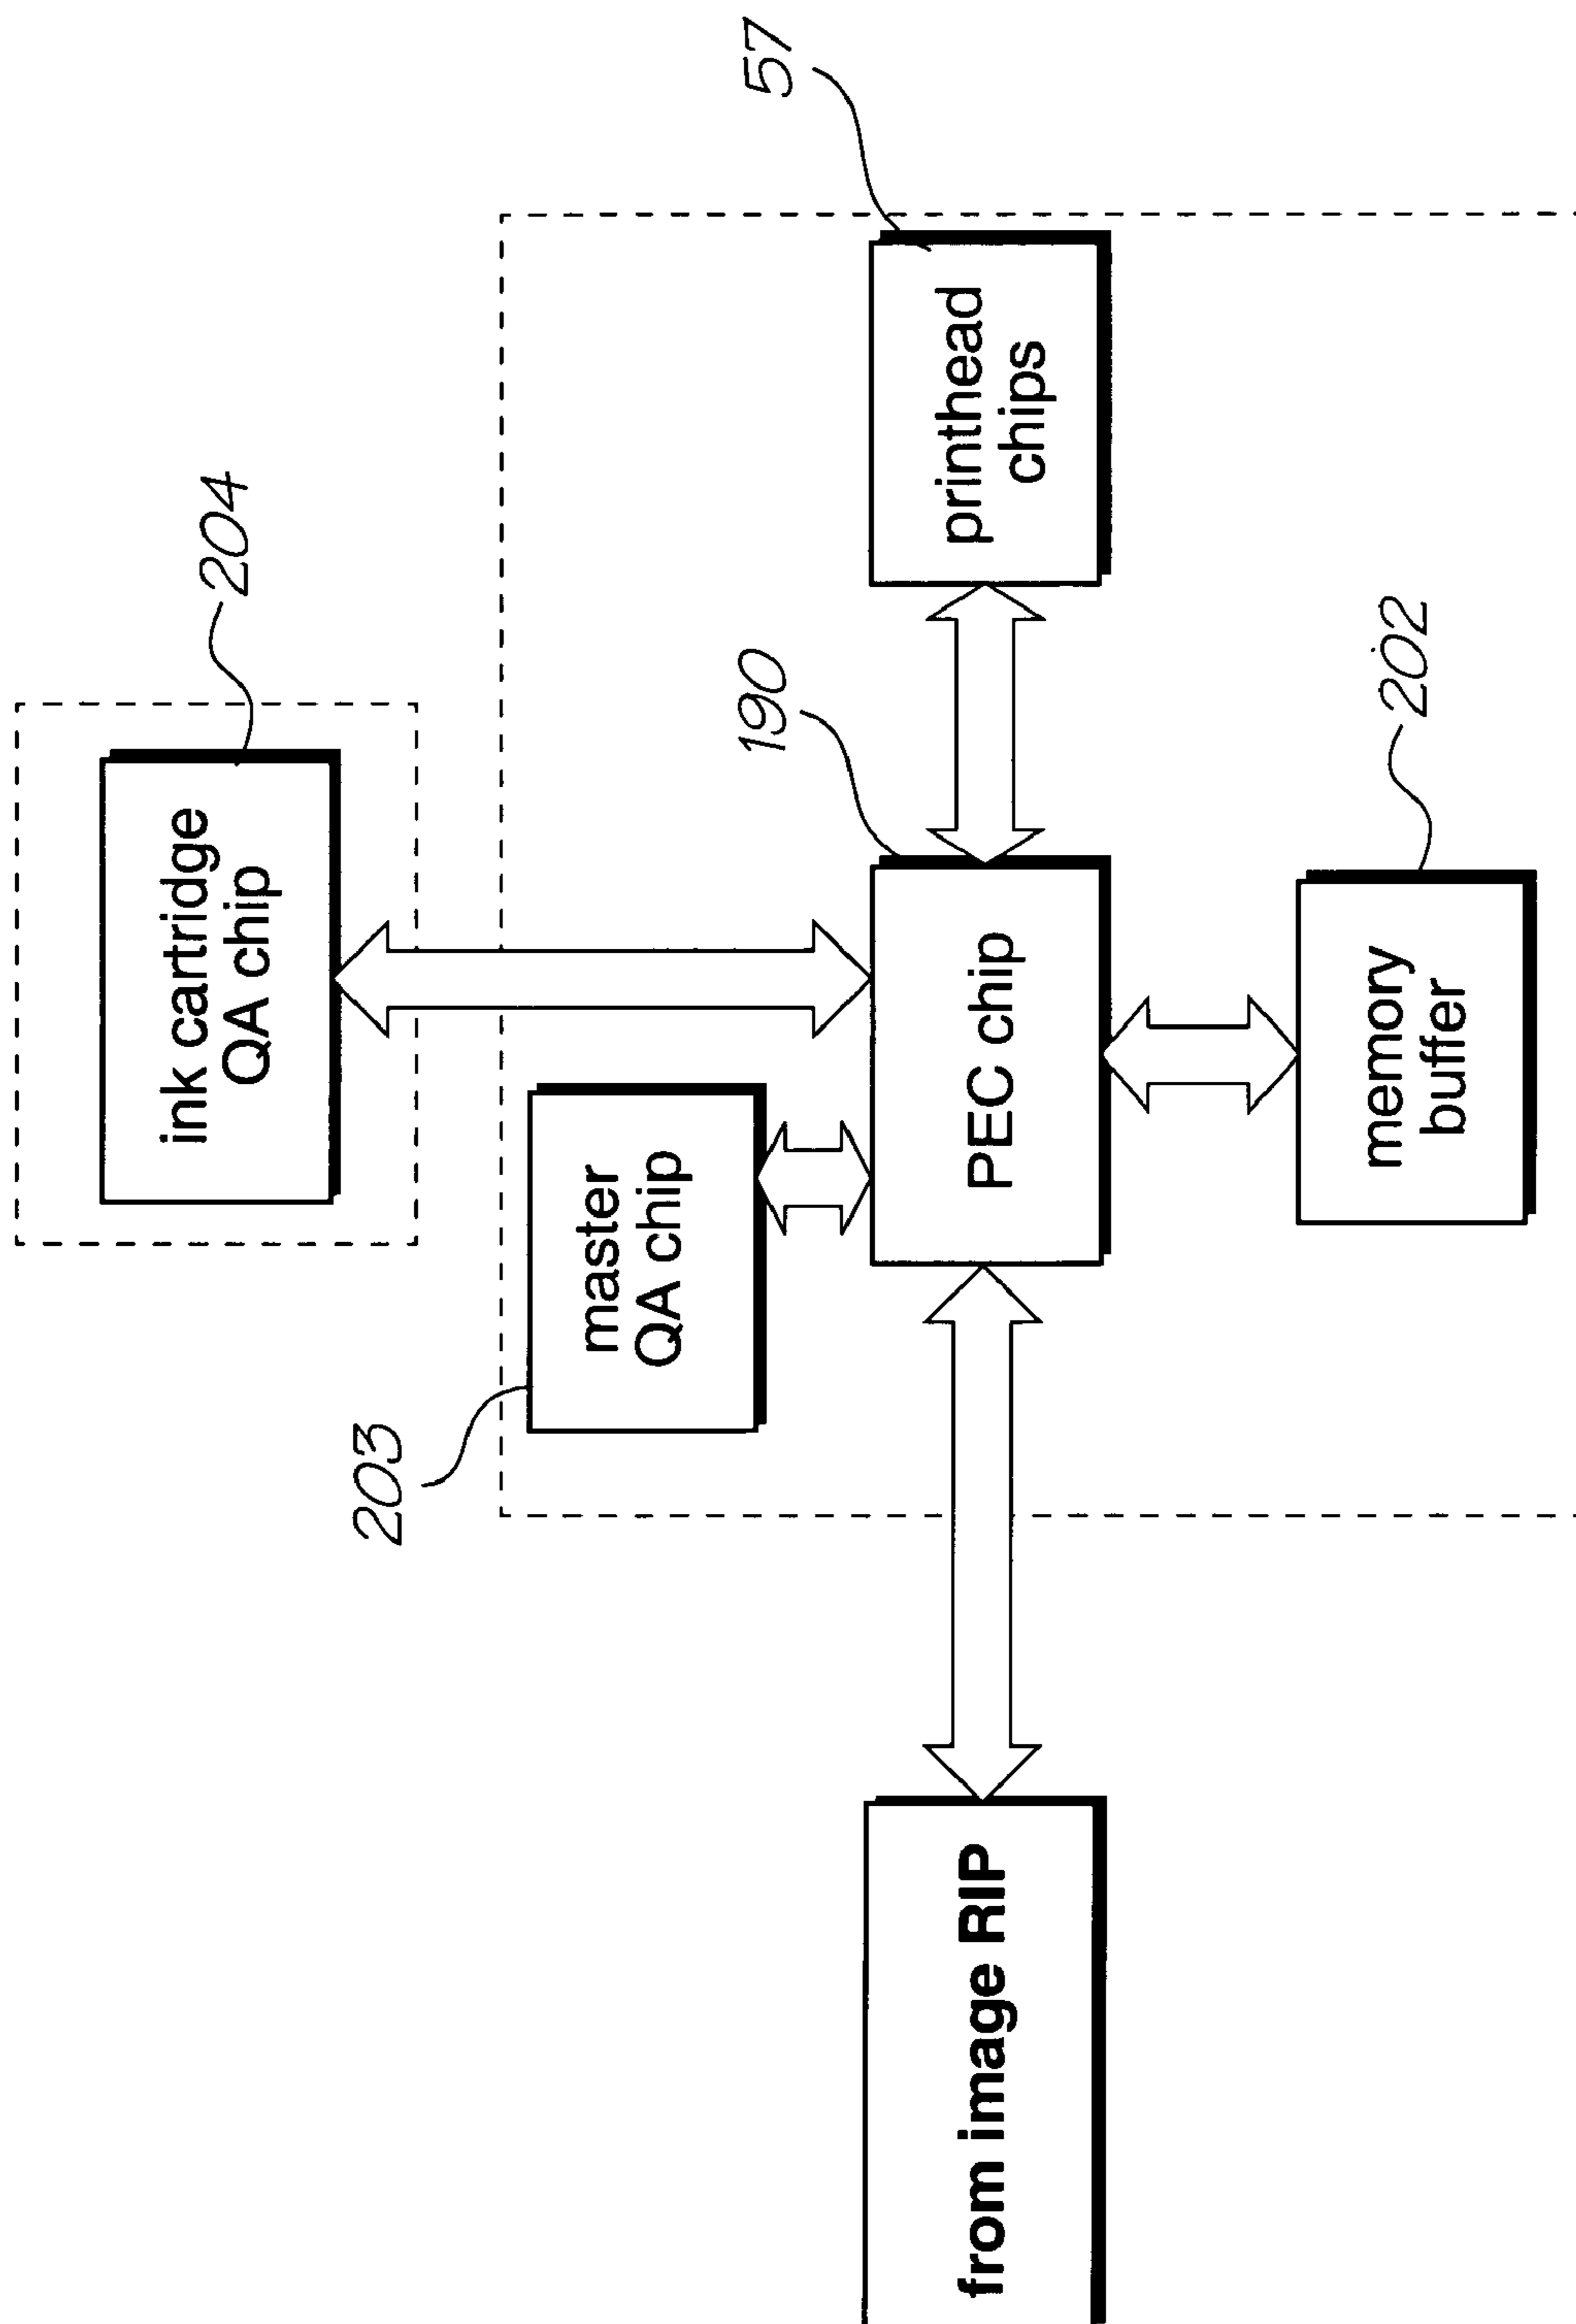 204
ink cartridge
QA chip
203
master
QA chip
57
190
from image RIP
PEC chip
printhead
chips
202
memory
buffer